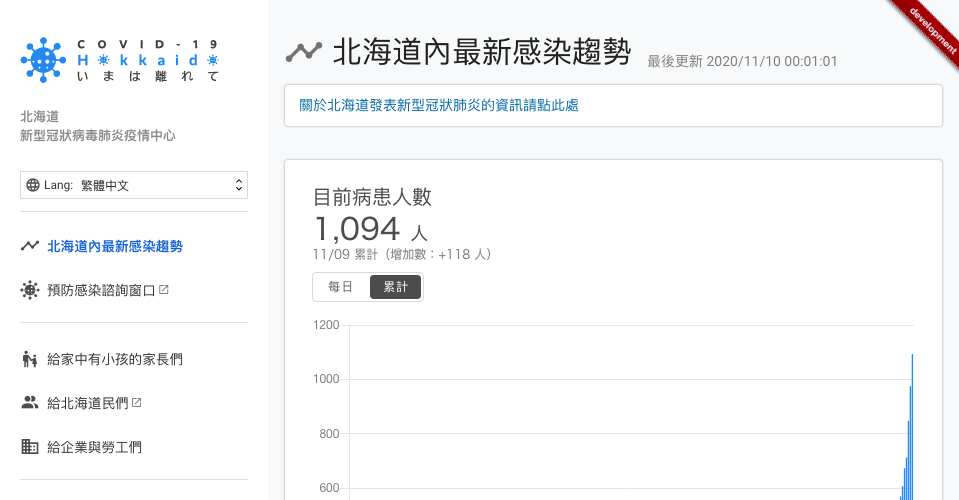 COVID-19
Hokkaido
いまは離れて
北海道
新型冠狀病毒肺炎疫情中心
Lang: 繁體中文
北海道內最新感染趨勢
預防感染諮詢窗口
給家中有小孩的家長們
給北海道民們
給企業與勞工們
北海道內最新感染趨勢 最後更新 2020/11/10 00:01:01
development
關於北海道發表新型冠狀肺炎的資訊請點此處
目前病患人數
1,094 人
11/09 累計（增加數：+118 人）
每日 累計
1200
1000
800
600